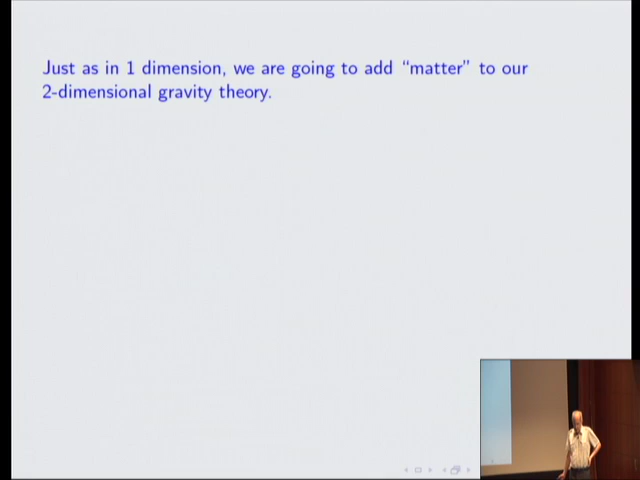 Just as in 1 dimension, we are going to add “matter” to our
2-dimensional gravity theory.